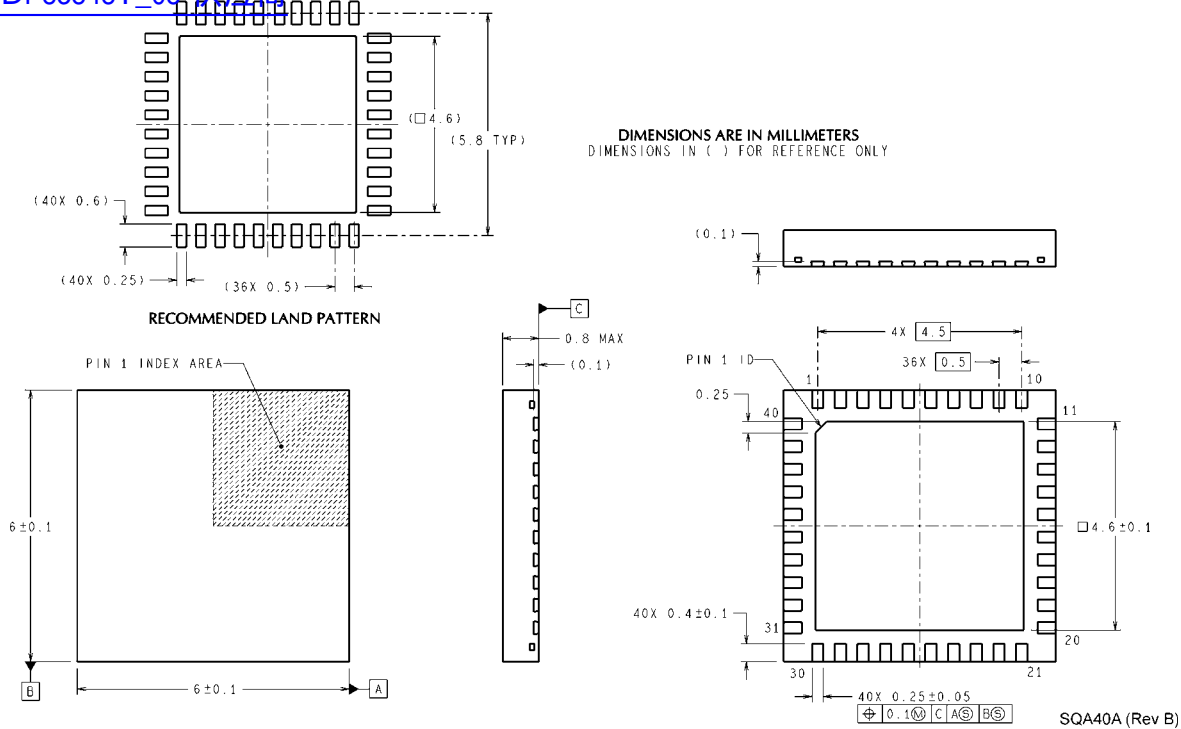 (□4.6)
(5.8 TYP)
(40X 0.6)
(40X 0.25)
(36X 0.5)
RECOMMENDED LAND PATTERN
DIMENSIONS ARE IN MILLIMETERS
DIMENSIONS IN ( ) FOR REFERENCE ONLY
(0.1)
PIN 1 INDEX AREA
6±0.1
B
6±0.1
A
C
0.8 MAX
(0.1)
4X 4.5
36X 0.5
PIN 1 ID
1
10
0.25
40
11
□4.6±0.1
40X 0.4±0.1
31
20
30
21
40X 0.25±0.05
⌖ 0.1Ⓜ C AⓈ BⓈ
SQA40A (Rev B)